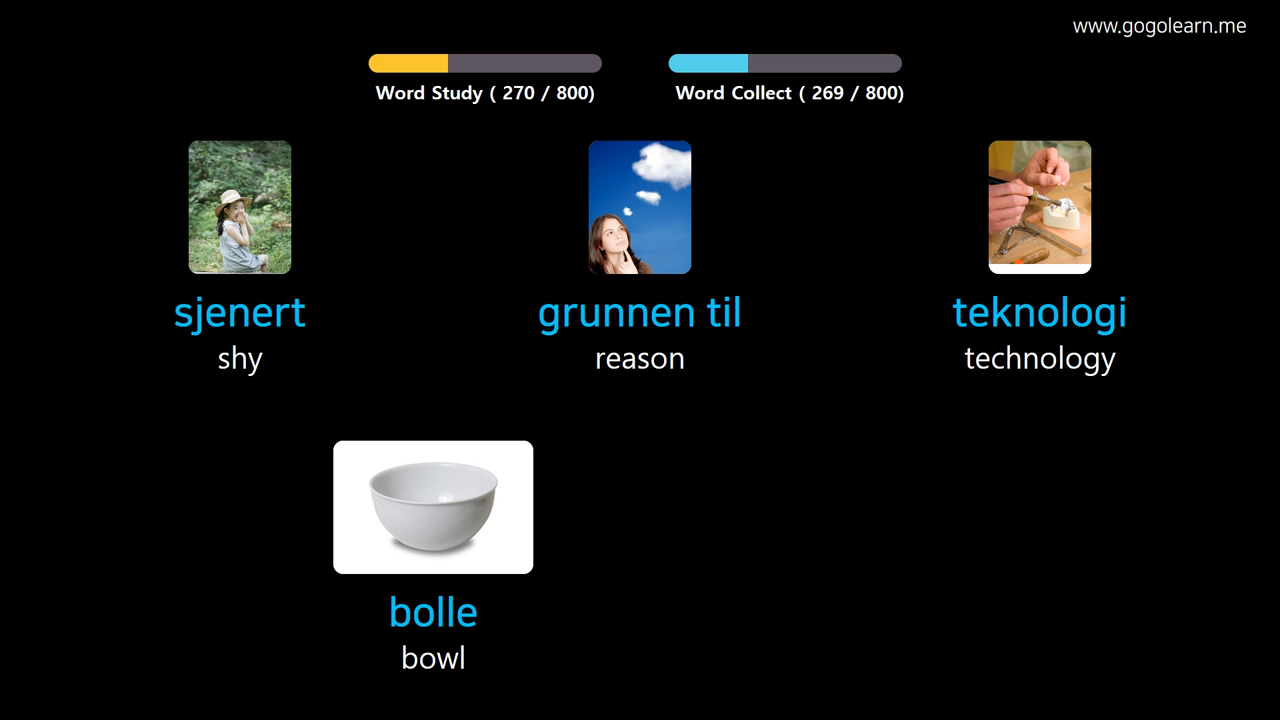 www.gogolearn.me
Word Study ( 270 / 800)
Word Collect ( 269 / 800)
sjenert
shy
grunnen til
reason
teknologi
technology
bolle
bowl